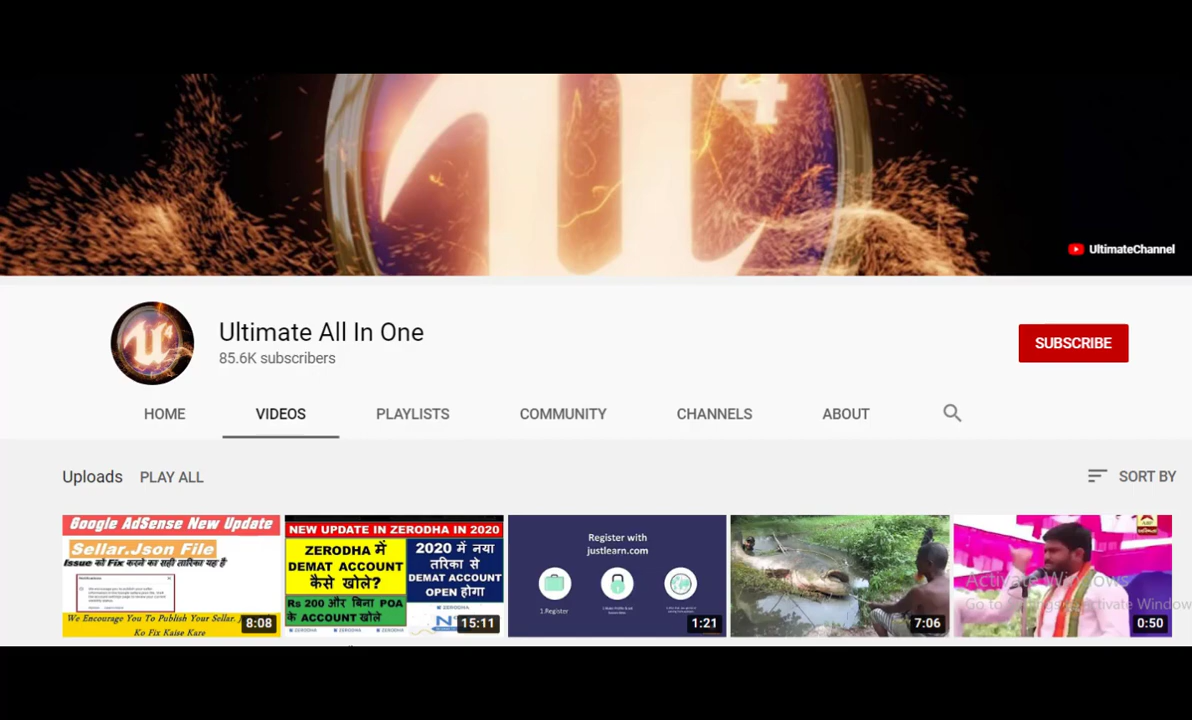 4
UltimateChannel
Ultimate All In One
85.6K subscribers
SUBSCRIBE
HOME
VIDEOS
PLAYLISTS
COMMUNITY
CHANNELS
ABOUT
Uploads
PLAY ALL
SORT BY
Google AdSense New Update
Sellar.Json File
Issue को Fix करने का सही तारिका यह है
We Encourage You To Publish Your Sellar.
Ko Fix Kaise Kare
8:08
NEW UPDATE IN ZERODHA IN 2020
ZERODHA में
DEMAT ACCOUNT
कैसे खोले?
Rs 200 और बिना POA
के ACCOUNT खोले
2020 में नया
तरिका से
DEMAT ACCOUNT
OPEN होगा
ZERODHA
15:11
Register with
justlearn.com
1.Register
1:21
7:06
Activate Windows
0:50